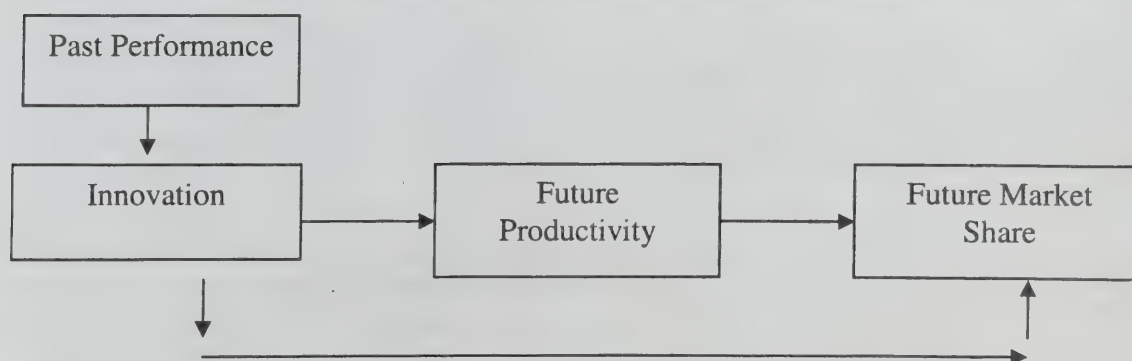 Past Performance
Innovation
Future
Productivity
Future Market
Share